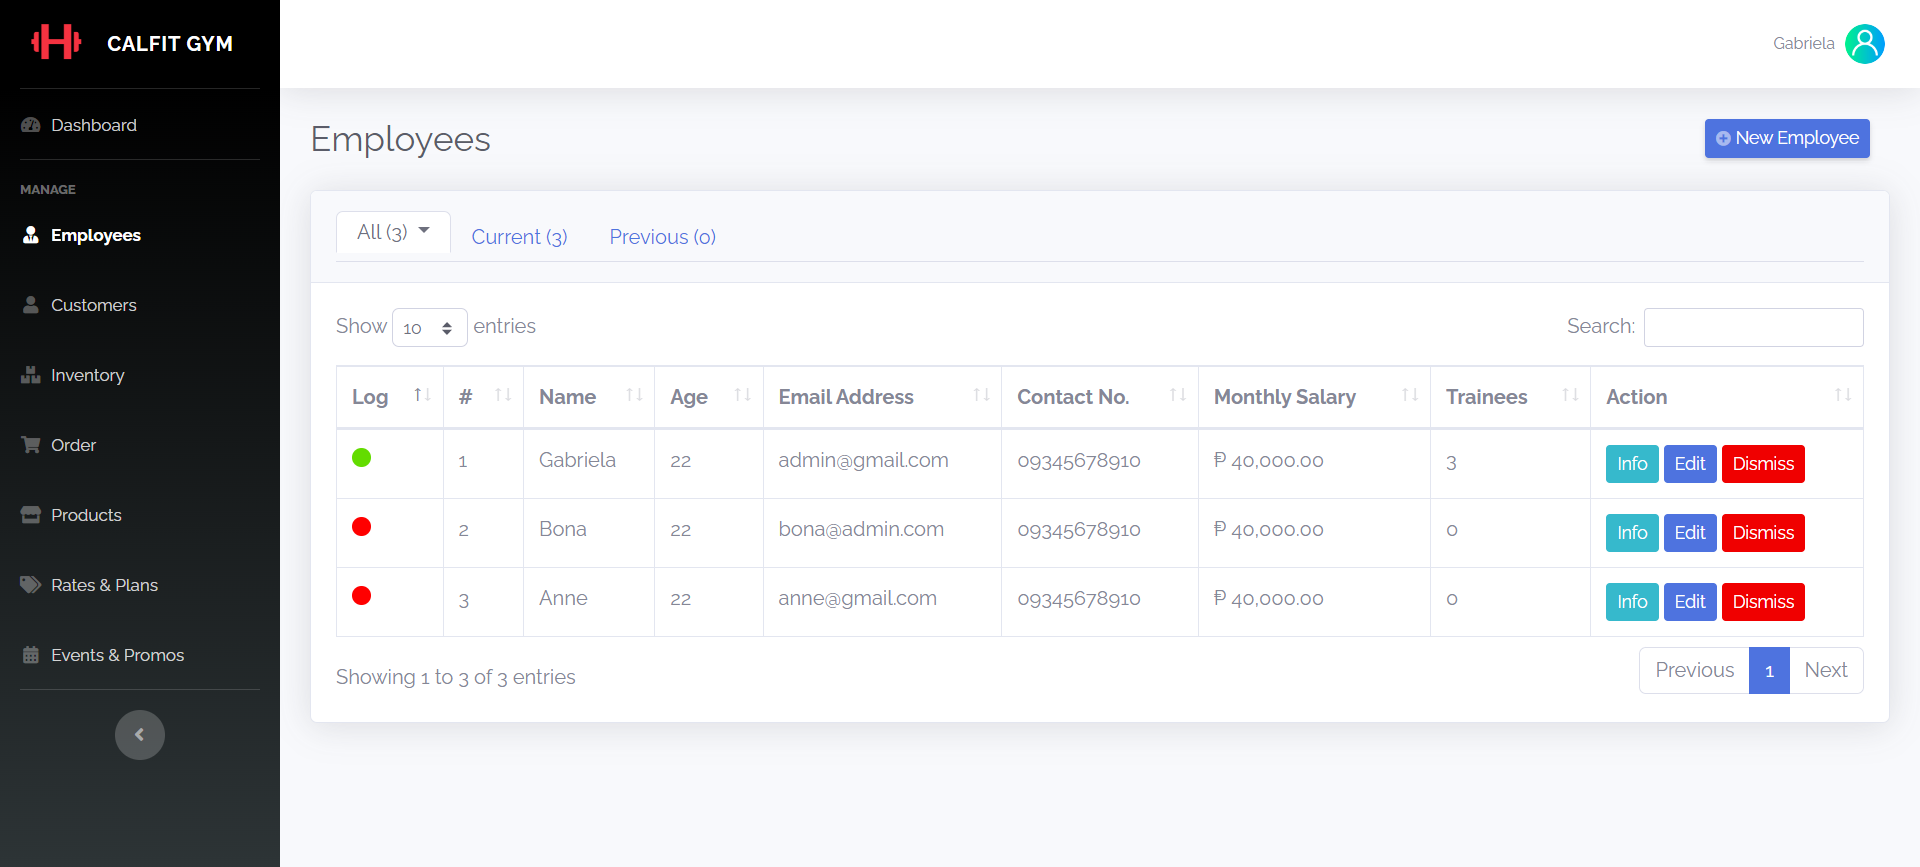 CALFIT GYM
Gabriela
Dashboard
MANAGE
Employees
Customers
Inventory
Order
Products
Rates & Plans
Events & Promos
Employees
New Employee
All (3) Current (3) Previous (0)
Show 10 entries Search:
Log # Name Age Email Address Contact No. Monthly Salary Trainees Action
1 Gabriela 22 admin@gmail.com 09345678910 ₱ 40,000.00 3 Info Edit Dismiss
2 Bona 22 bona@admin.com 09345678910 ₱ 40,000.00 0 Info Edit Dismiss
3 Anne 22 anne@gmail.com 09345678910 ₱ 40,000.00 0 Info Edit Dismiss
Showing 1 to 3 of 3 entries Previous 1 Next